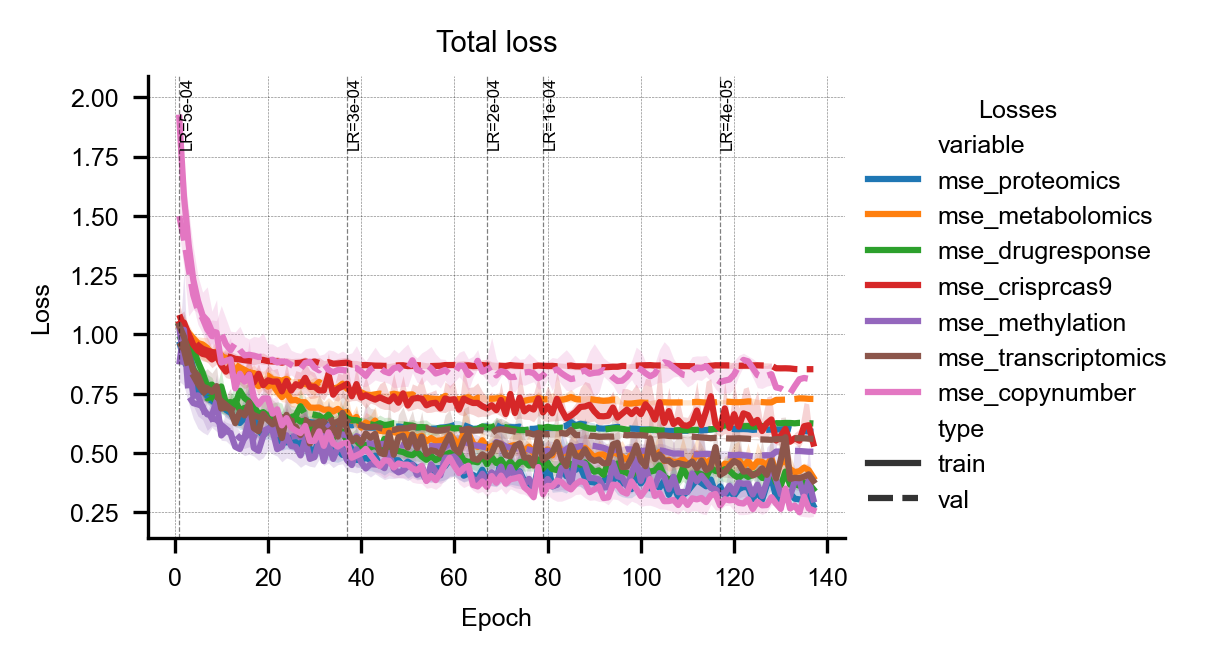 Total loss
LR=5e-04
LR=3e-04
LR=2e-04
LR=1e-04
LR=4e-05
Loss
2.00
1.75
1.50
1.25
1.00
0.75
0.50
0.25
0 20 40 60 80 100 120 140
Epoch
Losses
variable
mse_proteomics
mse_metabolomics
mse_drugresponse
mse_crisprcas9
mse_methylation
mse_transcriptomics
mse_copynumber
type
train
val